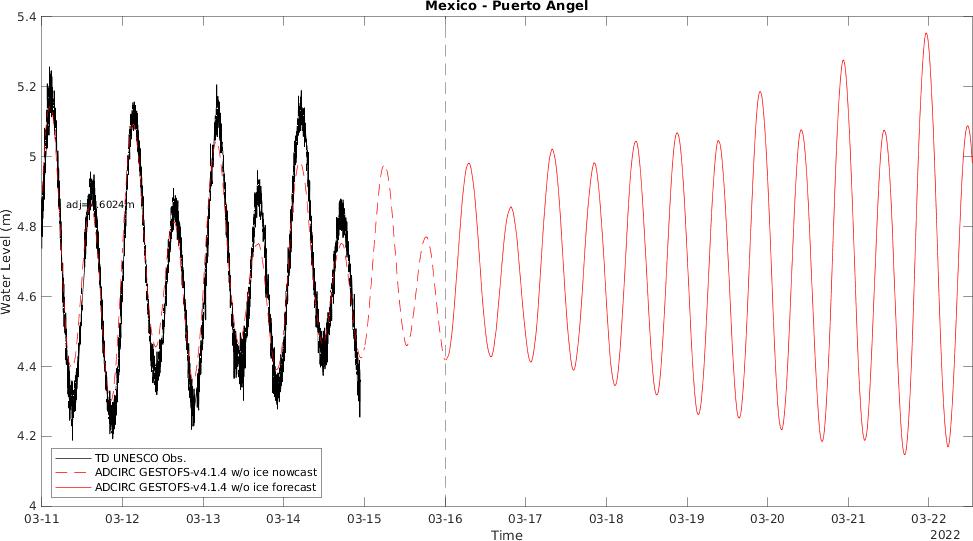 Mexico - Puerto Angel
5.4
5.2
5
4.8
4.6
4.4
4.2
4
Water Level (m)
TD UNESCO Obs.
ADCIRC GESTOFS-v4.1.4 w/o ice nowcast
ADCIRC GESTOFS-v4.1.4 w/o ice forecast
03-11 03-12 03-13 03-14 03-15 03-16 03-17 03-18 03-19 03-20 03-21 03-22
Time
2022